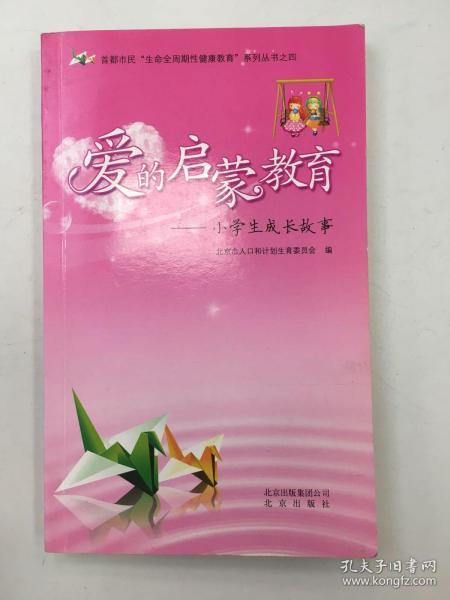 首都市民“生命全周期性健康教育”系列丛书之四
爱的启蒙教育
——小学生成长故事
北京市人口和计划生育委员会 编
北京出版集团公司
北京出版社
孔夫子旧书网
www.kongfz.com